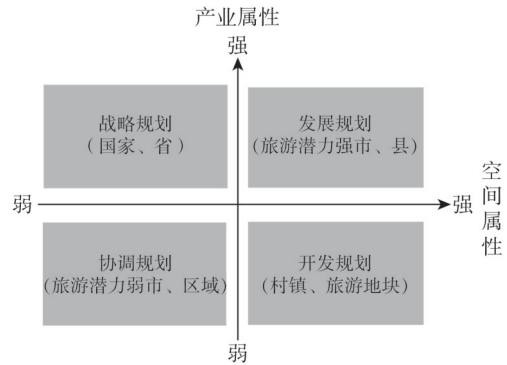 产业属性
强
战略规划
（国家、省）
发展规划
(旅游潜力强市、县)
弱
强
空间属性
协调规划
(旅游潜力弱市、区域)
开发规划
(村镇、旅游地块)
弱